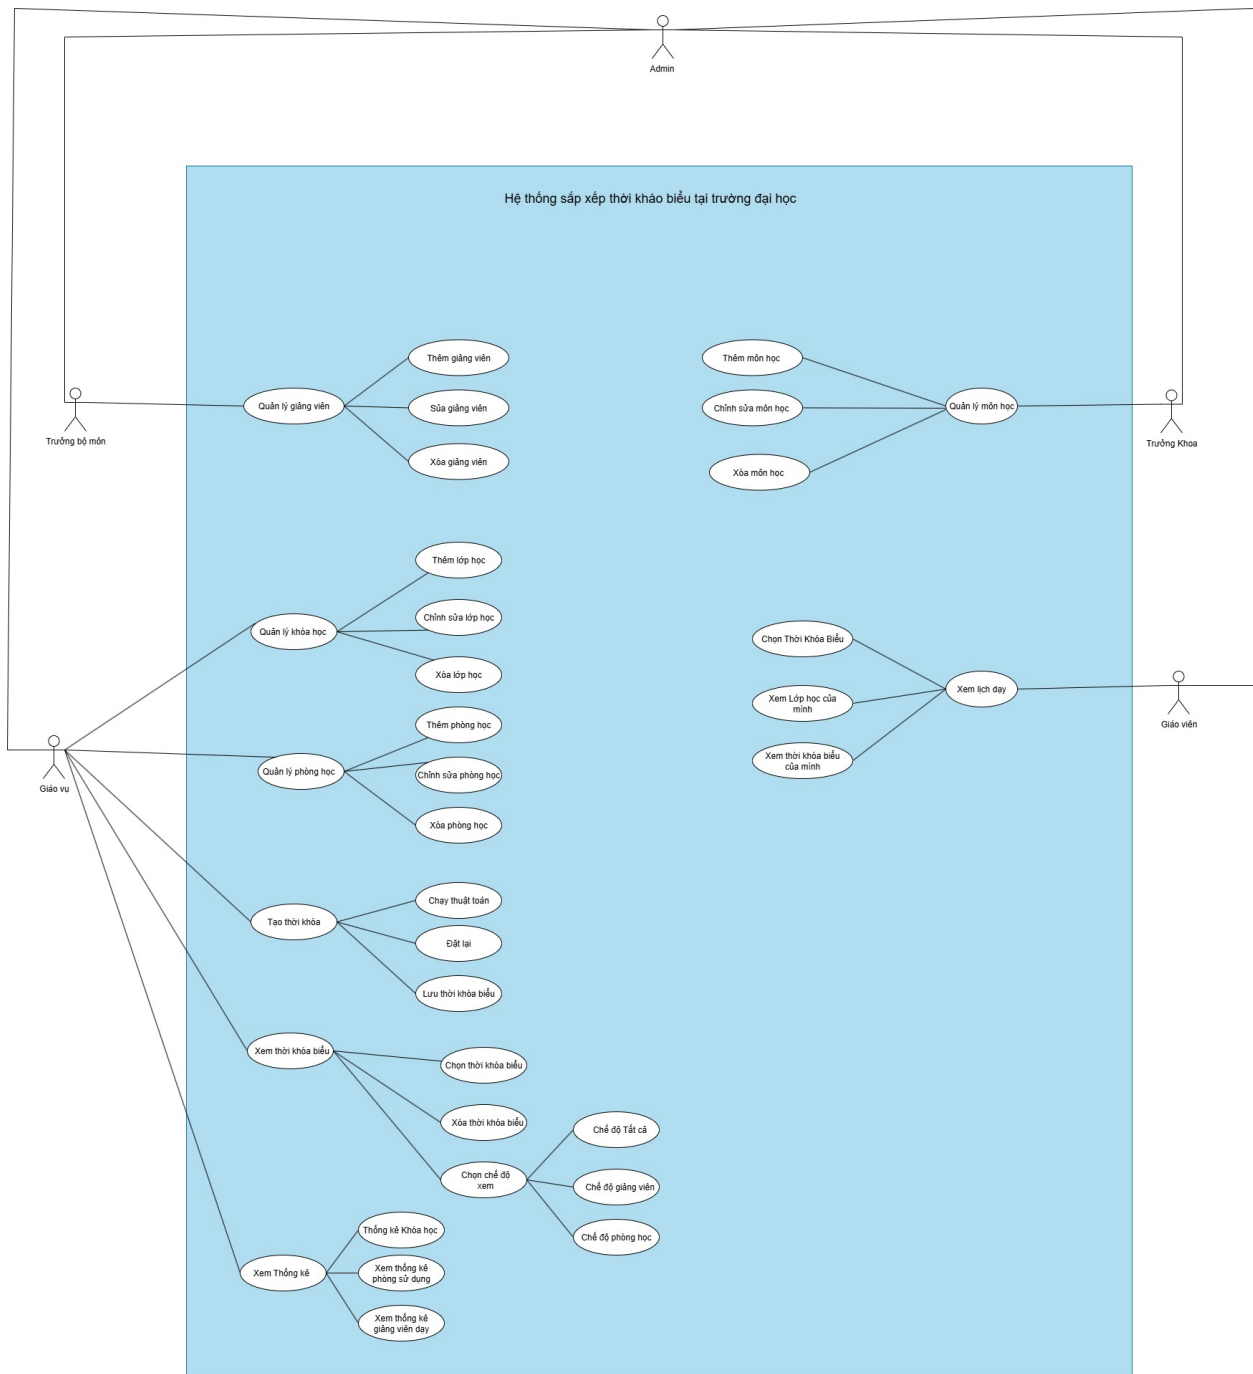 Admin
Hệ thống sắp xếp thời kháo biểu tại trường đại học
Trưởng bộ môn
Quản lý giảng viên
Thêm giảng viên
Sủa giảng viên
Xóa giảng viên
Thêm môn học
Chỉnh sửa môn học
Xóa môn học
Quản lý môn học
Trưởng Khoa
Giáo vụ
Quản lý khóa học
Thêm lớp học
Chỉnh sửa lớp học
Xóa lớp học
Quản lý phòng học
Thêm phòng học
Chỉnh sửa phòng học
Xóa phòng học
Chọn Thời Khóa Biểu
Xem Lớp học của
mình
Xem thời khóa biểu
của mình
Xem lịch dạy
Giáo viên
Tạo thời khóa
Chạy thuật toán
Đặt lại
Lưu thời khóa biểu
Xem thời khóa biểu
Chọn thời khóa biểu
Xóa thời khóa biểu
Chọn chế độ
xem
Chế độ Tất cả
Chế độ giảng viên
Chế độ phòng học
Xem Thống kê
Thống kê Khóa học
Xem thống kê
phòng sử dụng
Xem thống kê
giảng viên dạy